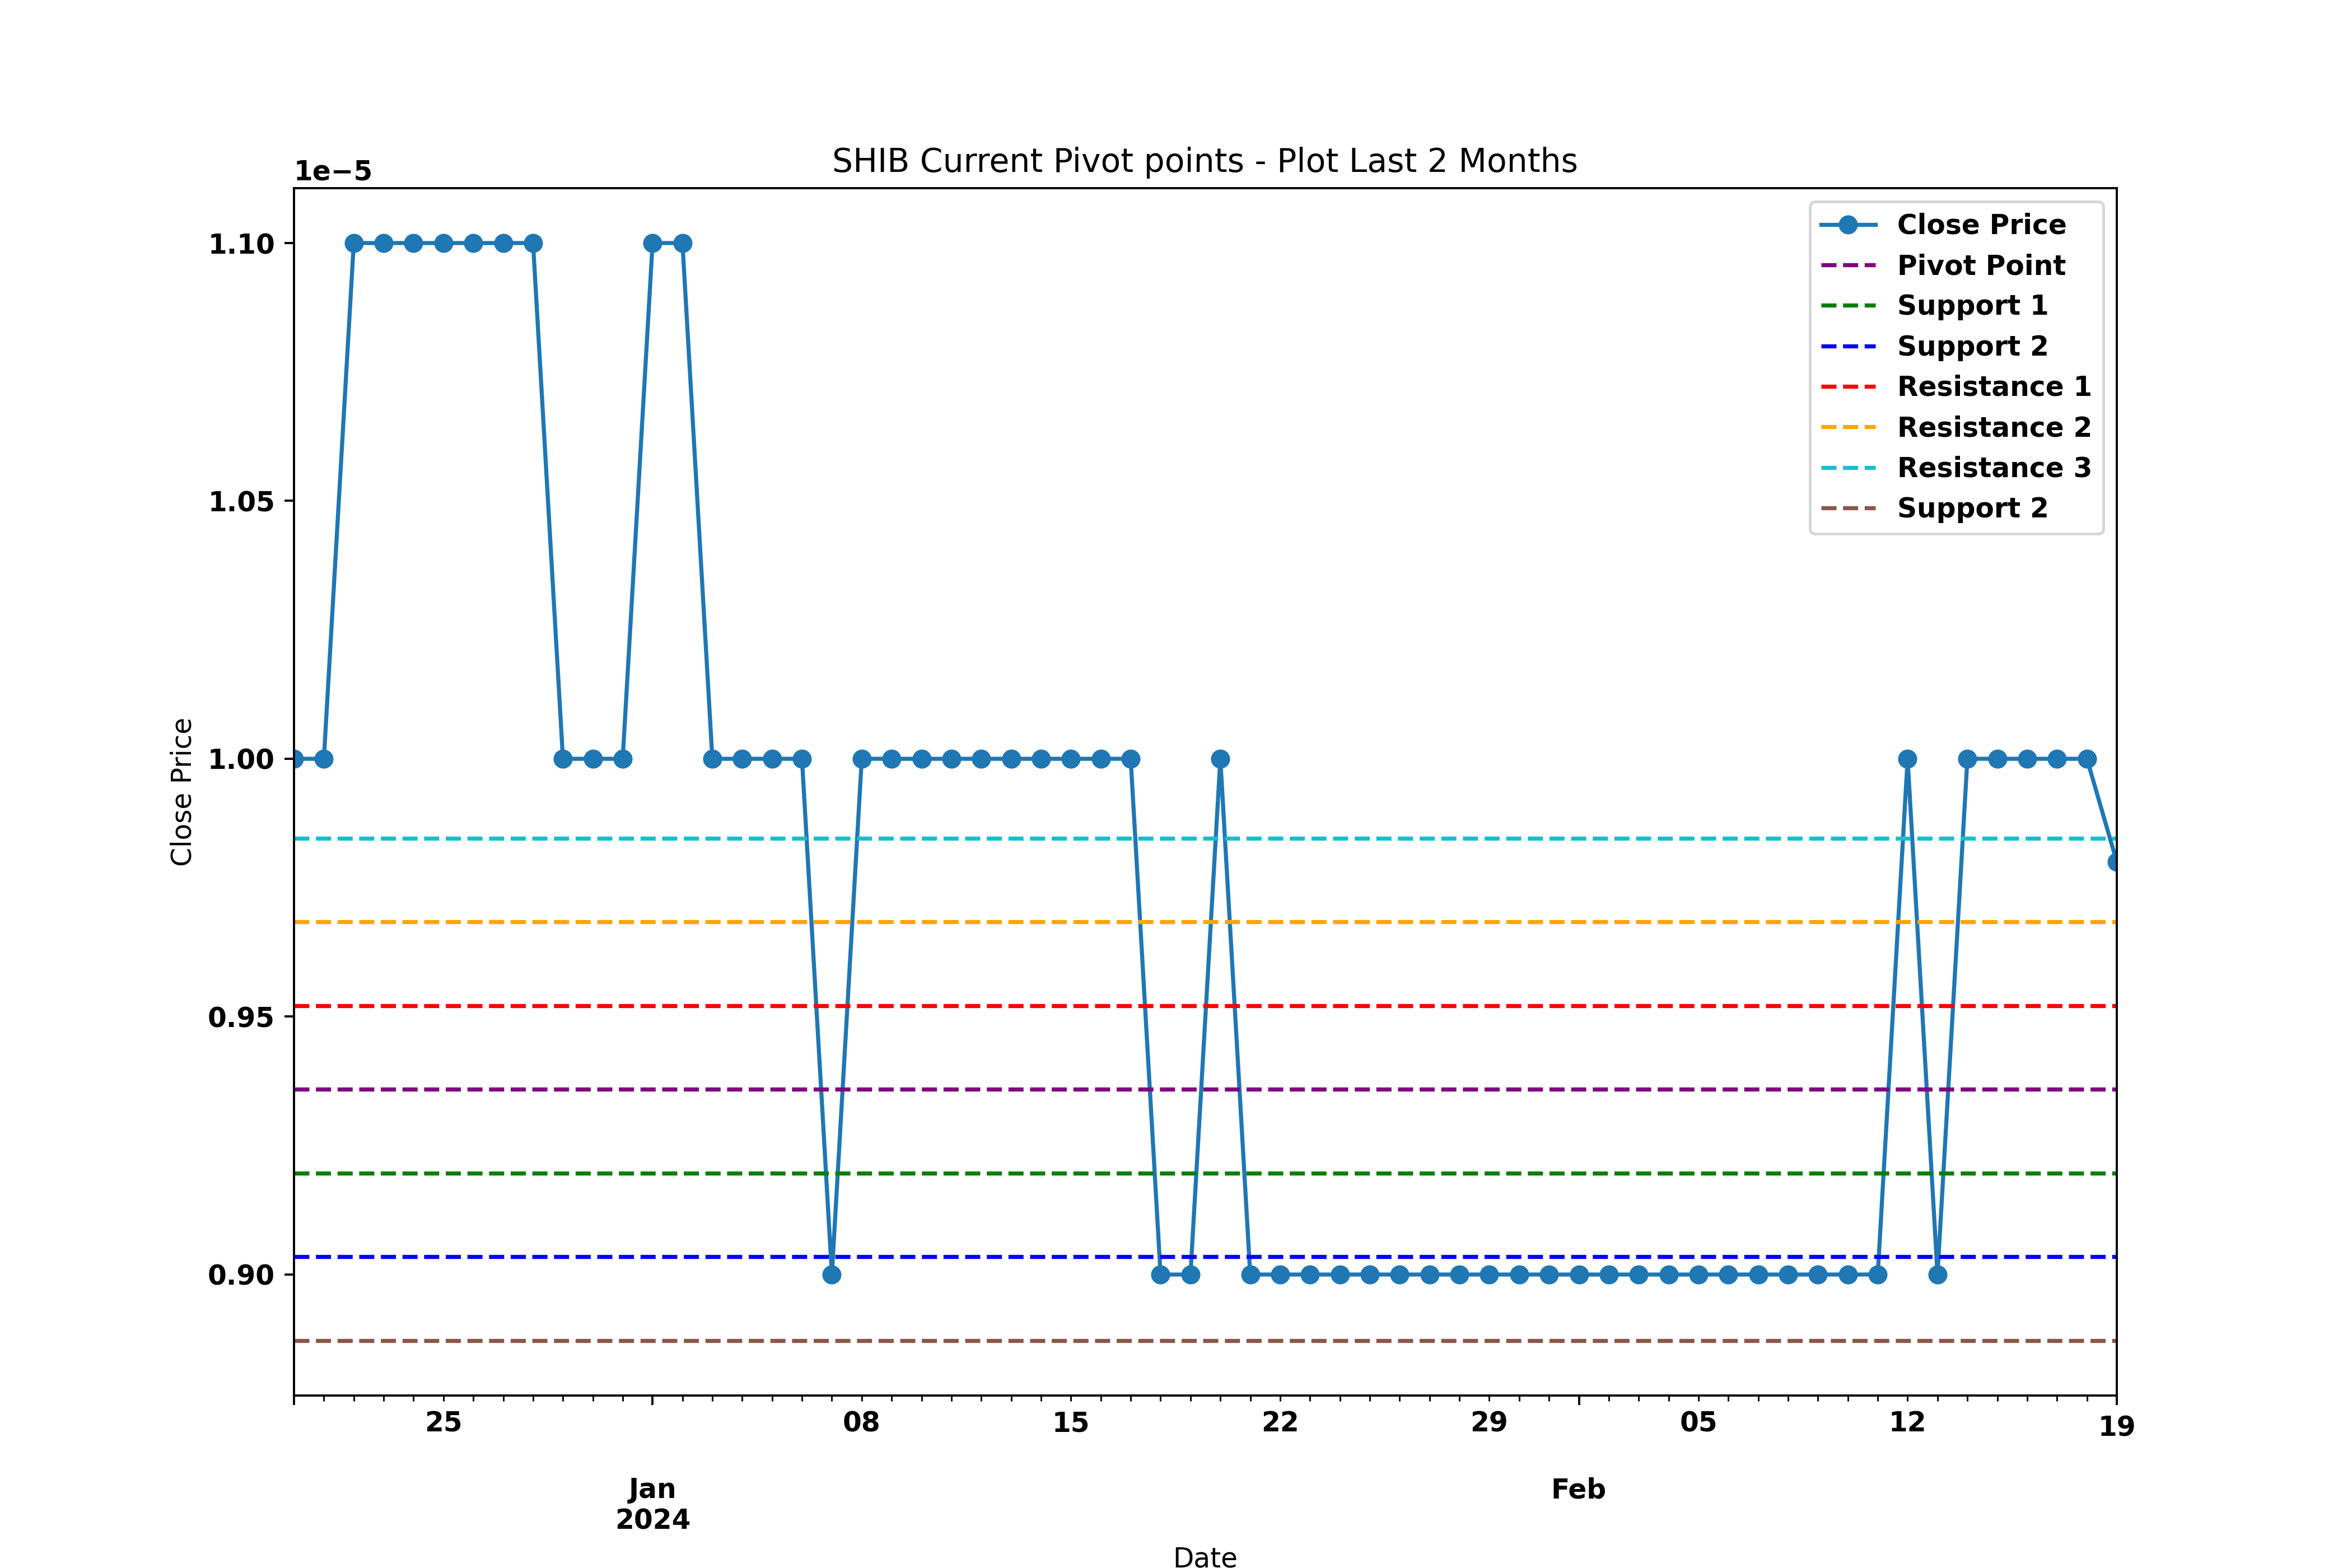 SHIB Current Pivot points - Plot Last 2 Months
1e−5
1.10
1.05
1.00
0.95
0.90
Close Price
Close Price
Pivot Point
Support 1
Support 2
Resistance 1
Resistance 2
Resistance 3
Support 2
25
08
15
22
29
05
12
19
Jan
2024
Feb
Date